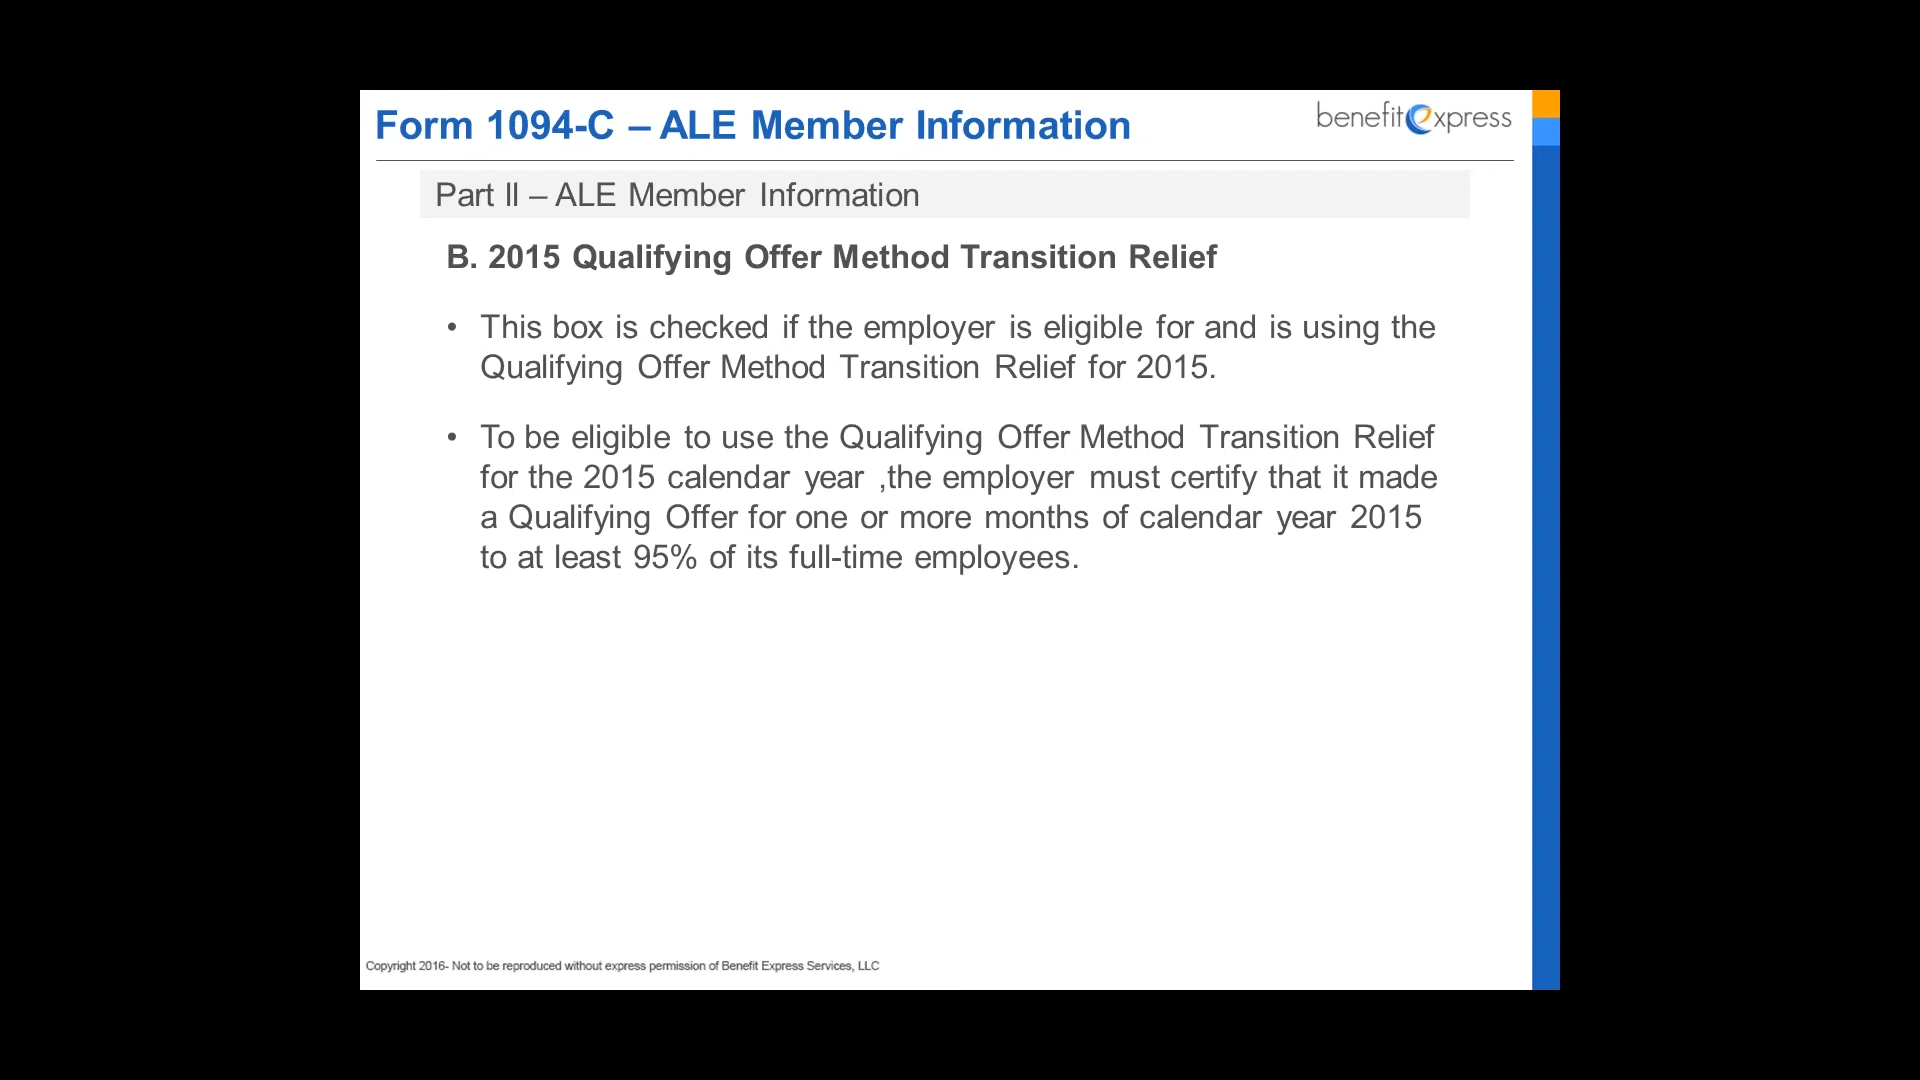 Form 1094-C – ALE Member Information
benefitexpress
Part II – ALE Member Information
B. 2015 Qualifying Offer Method Transition Relief
• This box is checked if the employer is eligible for and is using the
Qualifying Offer Method Transition Relief for 2015.
• To be eligible to use the Qualifying Offer Method Transition Relief
for the 2015 calendar year ,the employer must certify that it made
a Qualifying Offer for one or more months of calendar year 2015
to at least 95% of its full-time employees.
Copyright 2016- Not to be reproduced without express permission of Benefit Express Services, LLC